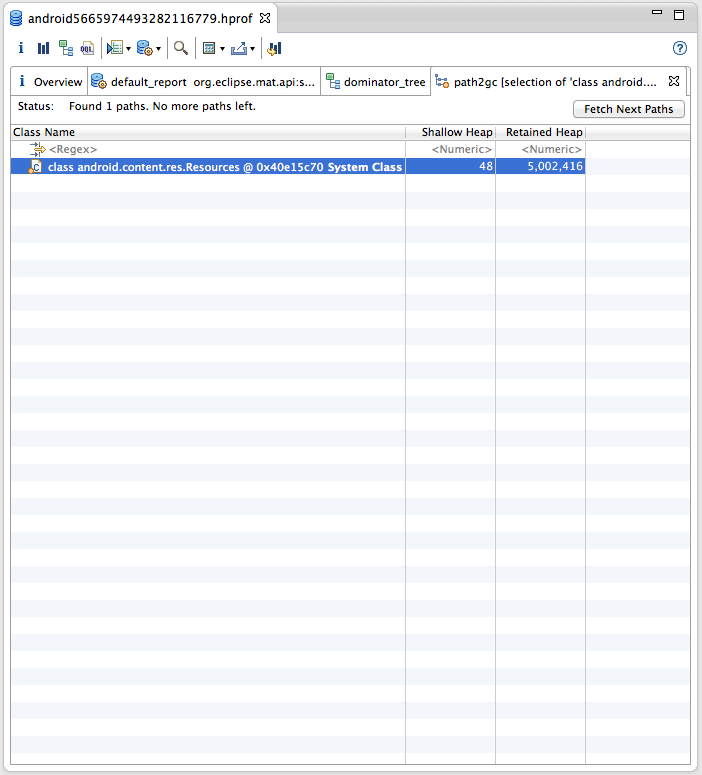 android5665974493282116779.hprof
i OQL ?
i Overview default_report org.eclipse.mat.api:s... dominator_tree path2gc [selection of 'class android....
Status: Found 1 paths. No more paths left. Fetch Next Paths
Class Name Shallow Heap Retained Heap
<Regex> <Numeric> <Numeric>
C class android.content.res.Resources @ 0x40e15c70 System Class 48 5,002,416